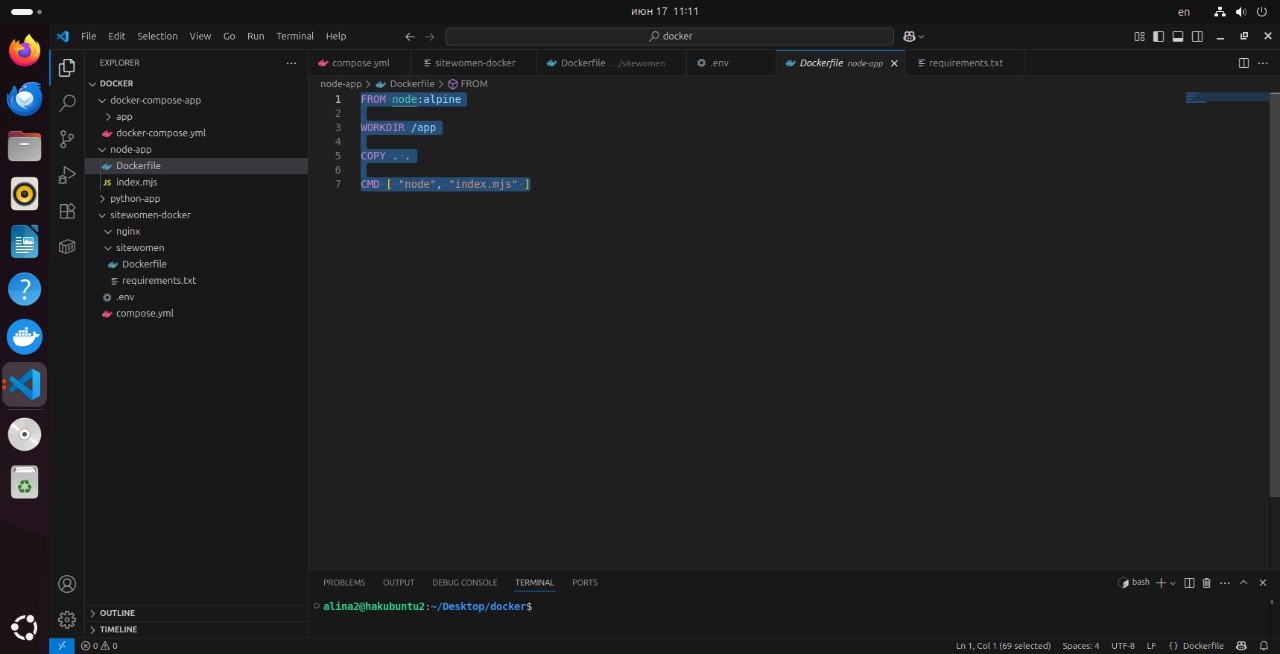 июн 17 11:11
en
File Edit Selection View Go Run Terminal Help
docker
EXPLORER
compose.yml
sitewomen-docker
Dockerfile .../sitewomen
.env
Dockerfile node-app
requirements.txt
DOCKER
docker-compose-app
app
docker-compose.yml
node-app
Dockerfile
JS index.mjs
python-app
sitewomen-docker
nginx
sitewomen
Dockerfile
requirements.txt
.env
compose.yml
OUTLINE
TIMELINE
node-app > Dockerfile > FROM
1 FROM node:alpine
2
3 WORKDIR /app
4
5 COPY . .
6
7 CMD [ "node", "index.mjs" ]
PROBLEMS OUTPUT DEBUG CONSOLE TERMINAL PORTS
bash
alina2@hakubuntu2:~/Desktop/docker$
0 0
Ln 1, Col 1 (69 selected) Spaces: 4 UTF-8 LF {} Dockerfile